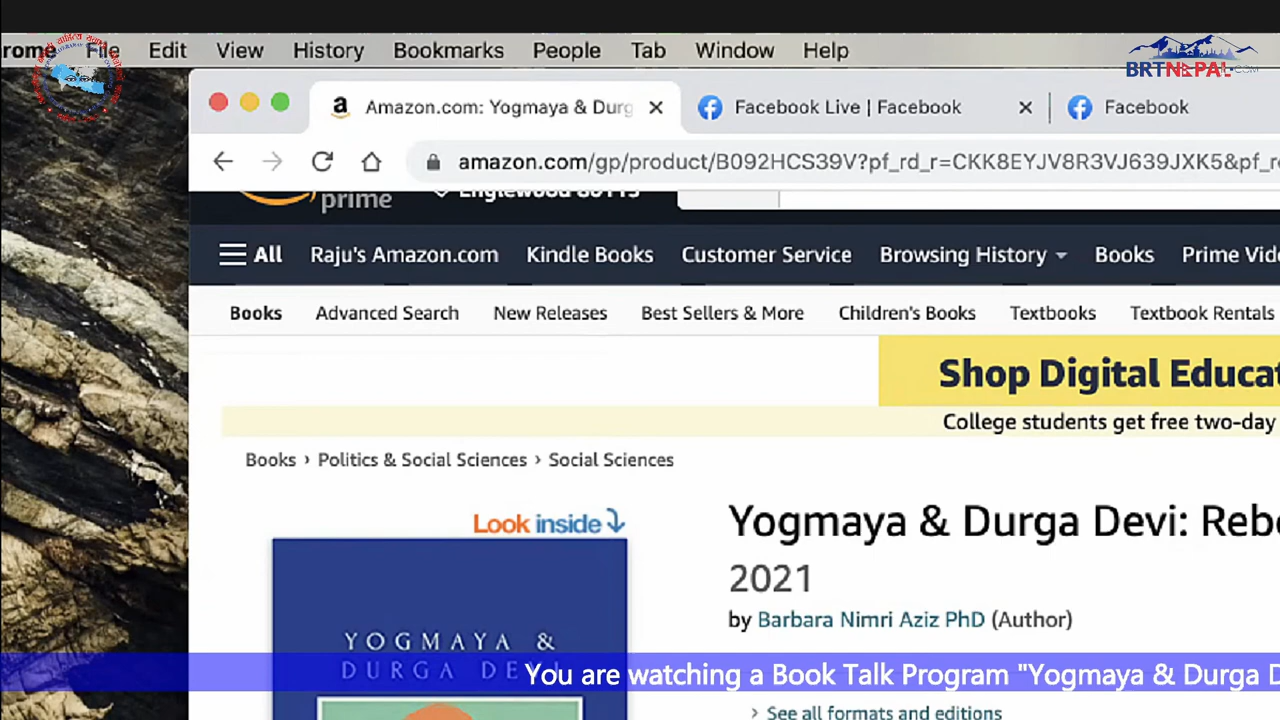 rome File Edit View History Bookmarks People Tab Window Help
BRTNEPAL.COM
Amazon.com: Yogmaya & Durg
Facebook Live | Facebook
Facebook
amazon.com/gp/product/B092HCS39V?pf_rd_r=CKK8EYJV8R3VJ639JXK5&pf_r
prime
Englewood 80113
All Raju's Amazon.com Kindle Books Customer Service Browsing History Books Prime Vide
Books Advanced Search New Releases Best Sellers & More Children's Books Textbooks Textbook Rentals
Shop Digital Educat
College students get free two-day
Books › Politics & Social Sciences › Social Sciences
Look inside
Yogmaya & Durga Devi: Rebe
2021
by Barbara Nimri Aziz PhD (Author)
YOGMAYA &
DURGA DEVI
You are watching a Book Talk Program "Yogmaya & Durga D
› See all formats and editions